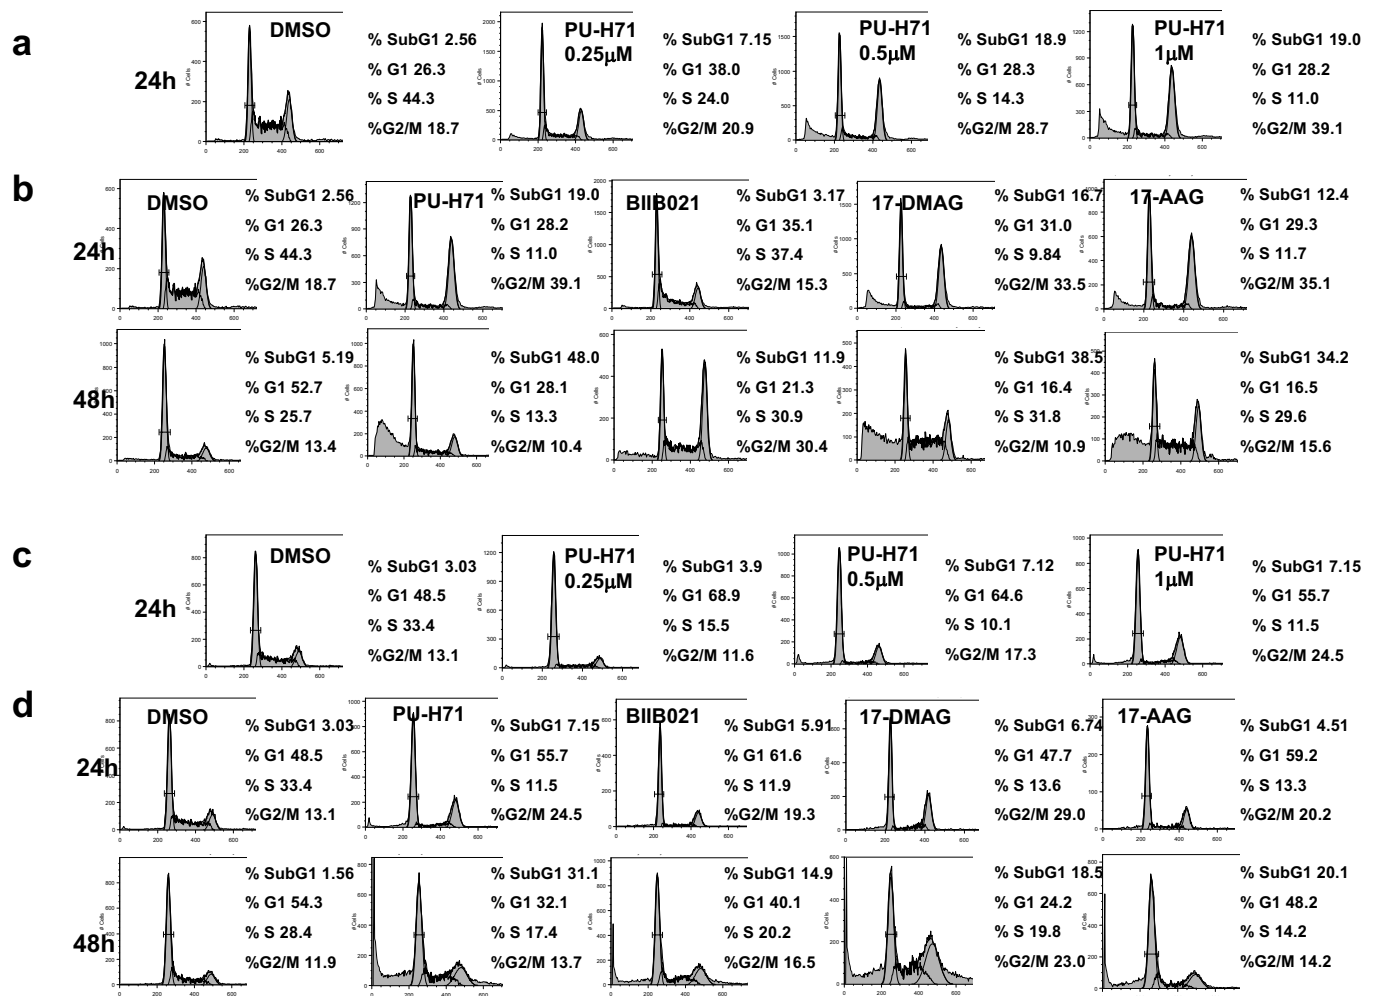 a
24h
DMSO
% SubG1 2.56
% G1 26.3
% S 44.3
%G2/M 18.7
PU-H71
0.25µM
% SubG1 7.15
% G1 38.0
% S 24.0
%G2/M 20.9
PU-H71
0.5µM
% SubG1 18.9
% G1 28.3
% S 14.3
%G2/M 28.7
PU-H71
1µM
% SubG1 19.0
% G1 28.2
% S 11.0
%G2/M 39.1
b
24h
DMSO
% SubG1 2.56
% G1 26.3
% S 44.3
%G2/M 18.7
PU-H71
% SubG1 19.0
% G1 28.2
% S 11.0
%G2/M 39.1
BIIB021
% SubG1 3.17
% G1 35.1
% S 37.4
%G2/M 15.3
17-DMAG
% SubG1 16.7
% G1 31.0
% S 9.84
%G2/M 33.5
17-AAG
% SubG1 12.4
% G1 29.3
% S 11.7
%G2/M 35.1
48h
% SubG1 5.19
% G1 52.7
% S 25.7
%G2/M 13.4
% SubG1 48.0
% G1 28.1
% S 13.3
%G2/M 10.4
% SubG1 11.9
% G1 21.3
% S 30.9
%G2/M 30.4
% SubG1 38.5
% G1 16.4
% S 31.8
%G2/M 10.9
% SubG1 34.2
% G1 16.5
% S 29.6
%G2/M 15.6
c
24h
DMSO
% SubG1 3.03
% G1 48.5
% S 33.4
%G2/M 13.1
PU-H71
0.25µM
% SubG1 3.9
% G1 68.9
% S 15.5
%G2/M 11.6
PU-H71
0.5µM
% SubG1 7.12
% G1 64.6
% S 10.1
%G2/M 17.3
PU-H71
1µM
% SubG1 7.15
% G1 55.7
% S 11.5
%G2/M 24.5
d
24h
DMSO
% SubG1 3.03
% G1 48.5
% S 33.4
%G2/M 13.1
PU-H71
% SubG1 7.15
% G1 55.7
% S 11.5
%G2/M 24.5
BIIB021
% SubG1 5.91
% G1 61.6
% S 11.9
%G2/M 19.3
17-DMAG
% SubG1 6.74
% G1 47.7
% S 13.6
%G2/M 29.0
17-AAG
% SubG1 4.51
% G1 59.2
% S 13.3
%G2/M 20.2
48h
% SubG1 1.56
% G1 54.3
% S 28.4
%G2/M 11.9
% SubG1 31.1
% G1 32.1
% S 17.4
%G2/M 13.7
% SubG1 14.9
% G1 40.1
% S 20.2
%G2/M 16.5
% SubG1 18.5
% G1 24.2
% S 19.8
%G2/M 23.0
% SubG1 20.1
% G1 48.2
% S 14.2
%G2/M 14.2